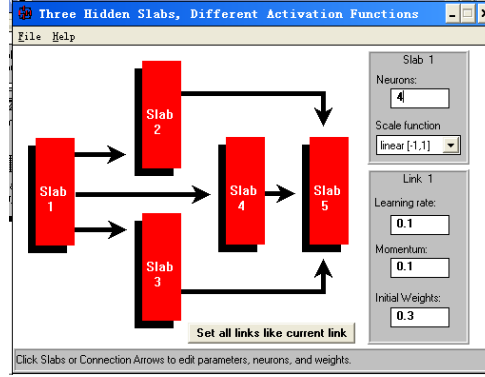 Three Hidden Slabs, Different Activation Functions
File Help
Slab 1
Neurons:
4
Scale function
linear [-1,1]
Link 1
Learning rate:
0.1
Momentum:
0.1
Initial Weights:
0.3
Slab
2
Slab
1
Slab
4
Slab
5
Slab
3
Set all links like current link
Click Slabs or Connection Arrows to edit parameters, neurons, and weights.